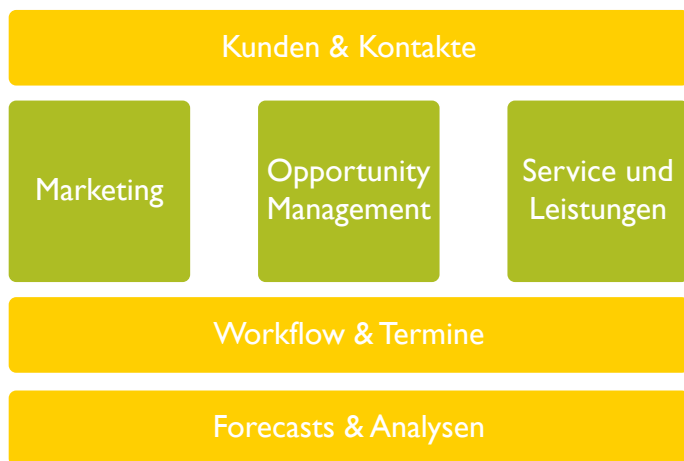 Kunden & Kontakte
Marketing
Opportunity
Management
Service und
Leistungen
Workflow & Termine
Forecasts & Analysen